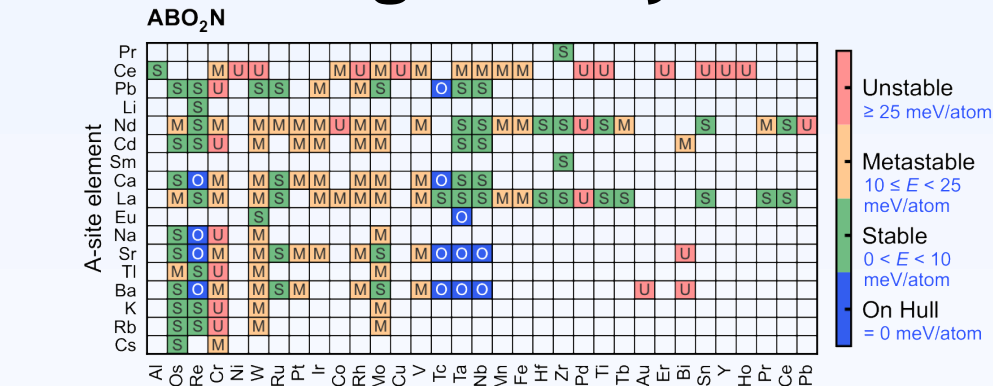 ABO₂N
A-site element
Pr S
Ce S M U U M U M U M M M M M U U U U U U
Pb S S U S S M M S O S S
Li S
Nd M S M M M M M U M M M S S M M S S U S M S M S U
Cd S S U M M M M M S S M
Sm S
Ca S O M M S M M M M M O S S
La M S M M S M M M M M S S S M M S S U S S S S S
Eu S O
Na S O U M M
Sr S O M M S M M M S M O O O U
Tl M S U M M
Ba S O M M S M M S M O O O U U
K S S U M M
Rb S S U M M
Cs S M
Al Os Re Cr Ni W Ru Pt Ir Co Rh Mo Cu V Tc Ta Nb Mn Fe Hf Zr Pd Ti Tb Au Er Bi Sn Y Ho Pr Ce Pb
Unstable
≥ 25 meV/atom
Metastable
10 ≤ E < 25
meV/atom
Stable
0 < E < 10
meV/atom
On Hull
= 0 meV/atom